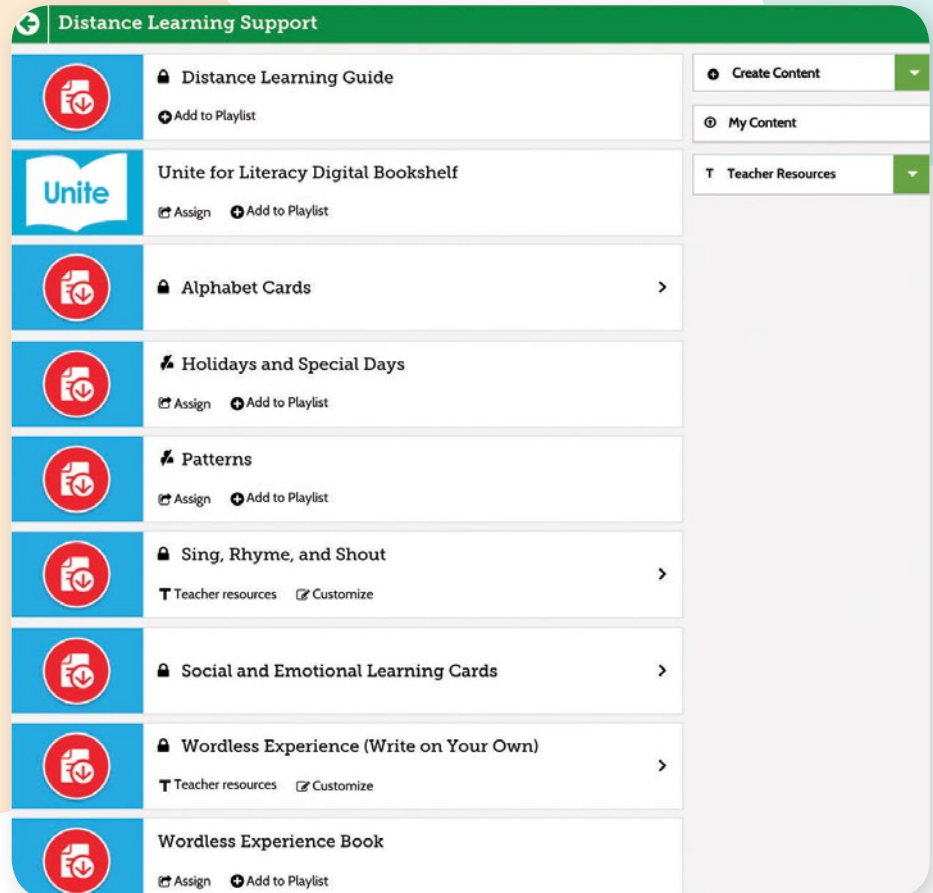 Distance Learning Support
Distance Learning Guide
Add to Playlist
Unite
Unite for Literacy Digital Bookshelf
Assign Add to Playlist
Alphabet Cards
Holidays and Special Days
Assign Add to Playlist
Patterns
Assign Add to Playlist
Sing, Rhyme, and Shout
T Teacher resources Customize
Social and Emotional Learning Cards
Wordless Experience (Write on Your Own)
T Teacher resources Customize
Wordless Experience Book
Assign Add to Playlist
Create Content
My Content
T Teacher Resources